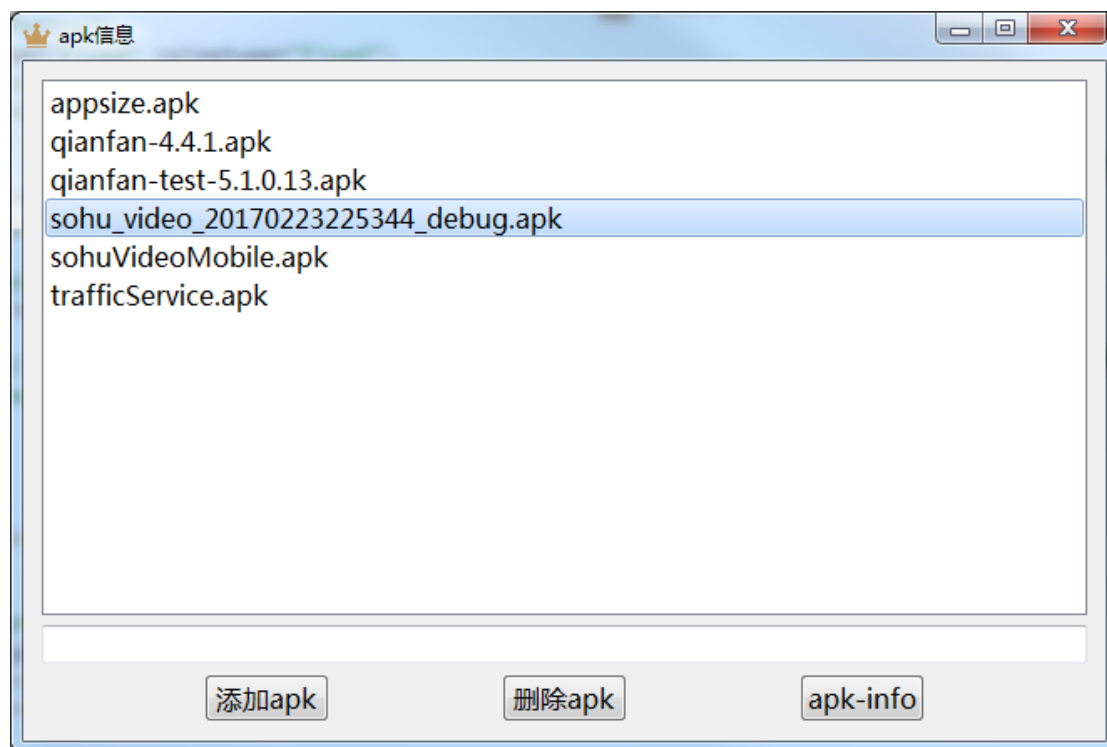 apk信息
appsize.apk
qianfan-4.4.1.apk
qianfan-test-5.1.0.13.apk
sohu_video_20170223225344_debug.apk
sohuVideoMobile.apk
trafficService.apk
添加apk 删除apk apk-info